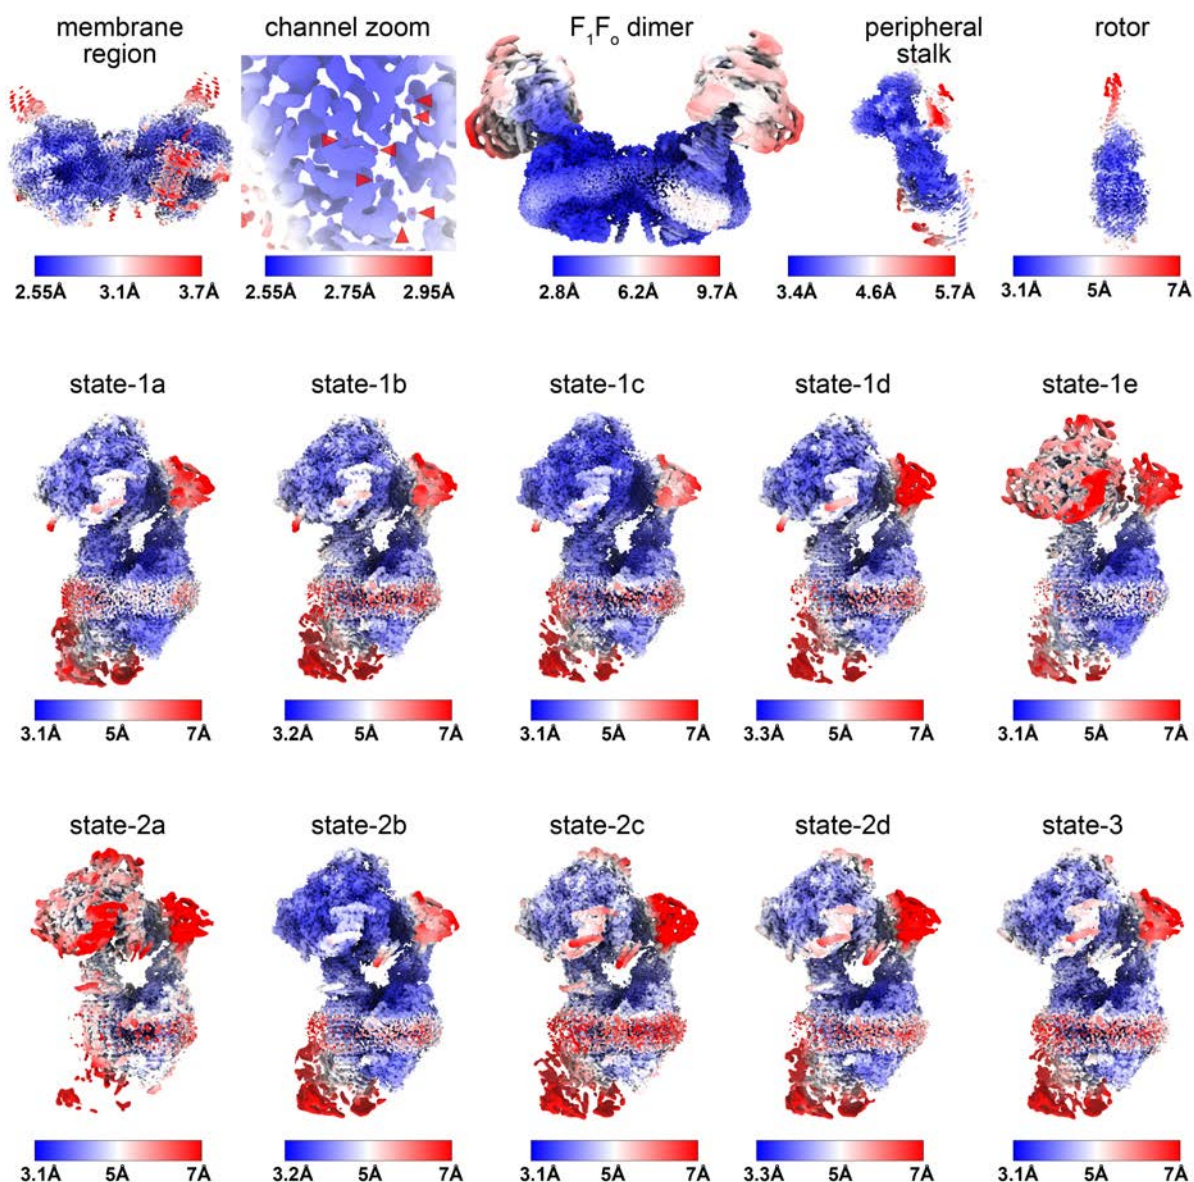 membrane
region
channel zoom
F₁Fₒ dimer
peripheral
stalk
rotor
2.55Å 3.1Å 3.7Å
2.55Å 2.75Å 2.95Å
2.8Å 6.2Å 9.7Å
3.4Å 4.6Å 5.7Å
3.1Å 5Å 7Å
state-1a
state-1b
state-1c
state-1d
state-1e
3.1Å 5Å 7Å
3.2Å 5Å 7Å
3.1Å 5Å 7Å
3.3Å 5Å 7Å
3.1Å 5Å 7Å
state-2a
state-2b
state-2c
state-2d
state-3
3.1Å 5Å 7Å
3.2Å 5Å 7Å
3.1Å 5Å 7Å
3.3Å 5Å 7Å
3.1Å 5Å 7Å